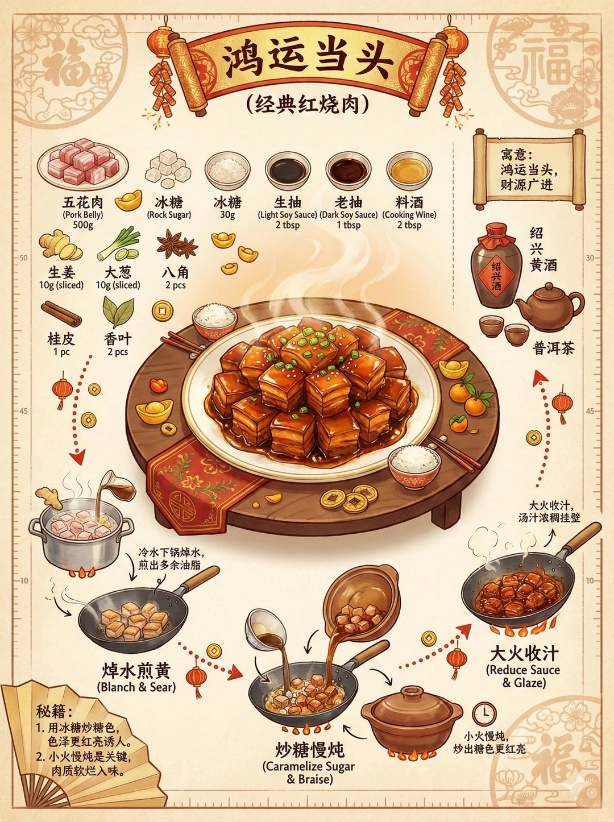 鸿运当头
(经典红烧肉)
福
福
五花肉
(Pork Belly)
500g
冰糖
(Rock Sugar)
冰糖
30g
生抽
(Light Soy Sauce)
2 tbsp
老抽
(Dark Soy Sauce)
1 tbsp
料酒
(Cooking Wine)
2 tbsp
寓意:
鸿运当头,
财源广进
生姜
10g (sliced)
大葱
10g (sliced)
八角
2 pcs
桂皮
1 pc
香叶
2 pcs
绍兴酒
绍兴黄酒
普洱茶
50
50
45
45
10
10
冷水下锅焯水,
煎出多余油脂
焯水煎黄
(Blanch & Sear)
炒糖慢炖
(Caramelize Sugar
& Braise)
小火慢炖,
炒出糖色更红亮
大火收汁,
汤汁浓稠挂壁
大火收汁
(Reduce Sauce
& Glaze)
秘籍:
1. 用冰糖炒糖色,
色泽更红亮诱人。
2. 小火慢炖是关键,
肉质软烂入味。
福